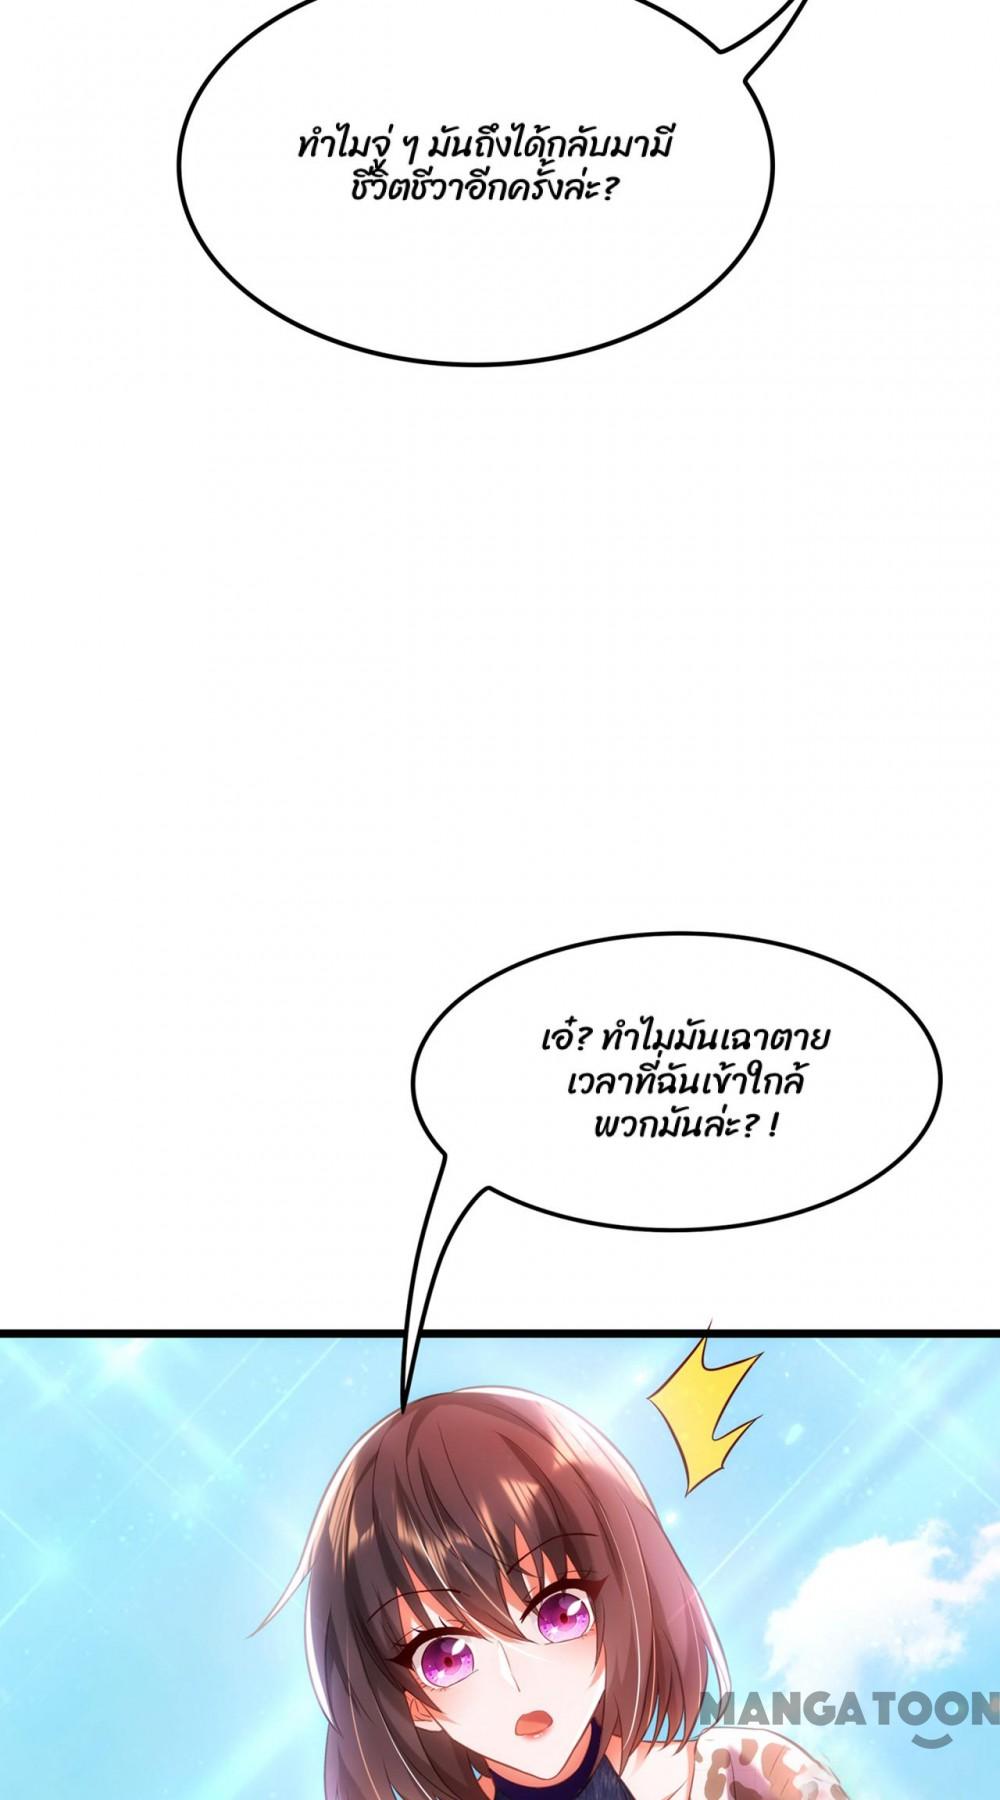 ทำไมจู่ ๆ มันถึงได้กลับมามี
ชีวิตชีวาอีกครั้งล่ะ?
เอ๋? ทำไมมันเฉาตาย
เวลาที่ฉันเข้าใกล้
พวกมันล่ะ? !
MANGATOON